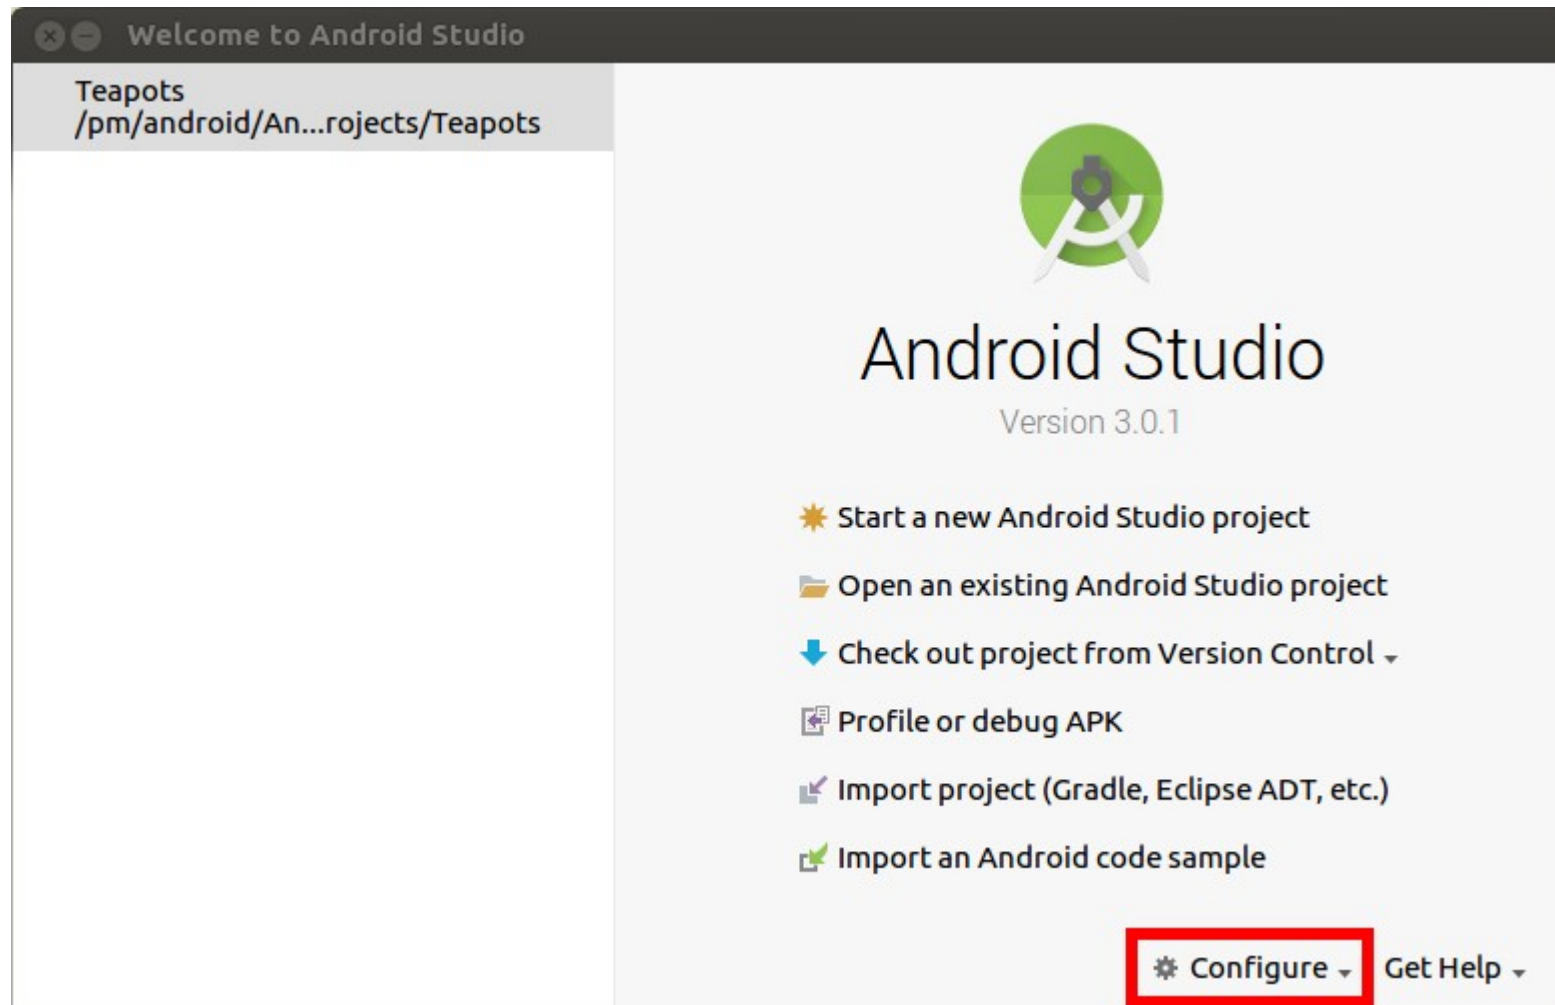 Welcome to Android Studio
Teapots
/pm/android/An...rojects/Teapots
Android Studio
Version 3.0.1
Start a new Android Studio project
Open an existing Android Studio project
Check out project from Version Control
Profile or debug APK
Import project (Gradle, Eclipse ADT, etc.)
Import an Android code sample
Configure Get Help